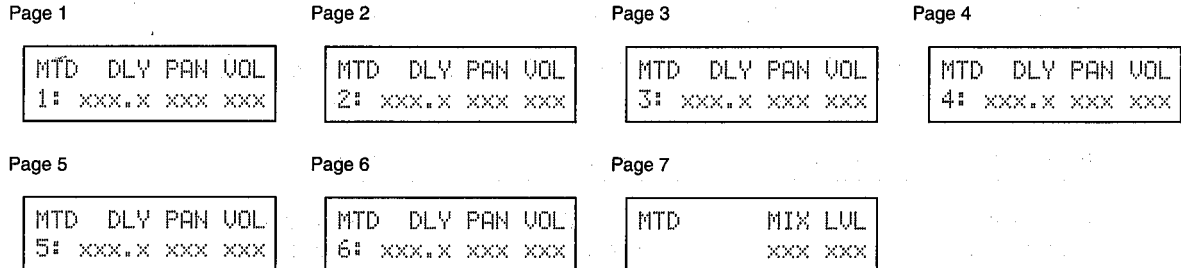 Page 1
MTD DLY PAN VOL
1: xxx.x xxx xxx
Page 2
MTD DLY PAN VOL
2: xxx.x xxx xxx
Page 3
MTD DLY PAN VOL
3: xxx.x xxx xxx
Page 4
MTD DLY PAN VOL
4: xxx.x xxx xxx
Page 5
MTD DLY PAN VOL
5: xxx.x xxx xxx
Page 6
MTD DLY PAN VOL
6: xxx.x xxx xxx
Page 7
MTD MIX LVL
xxx xxx